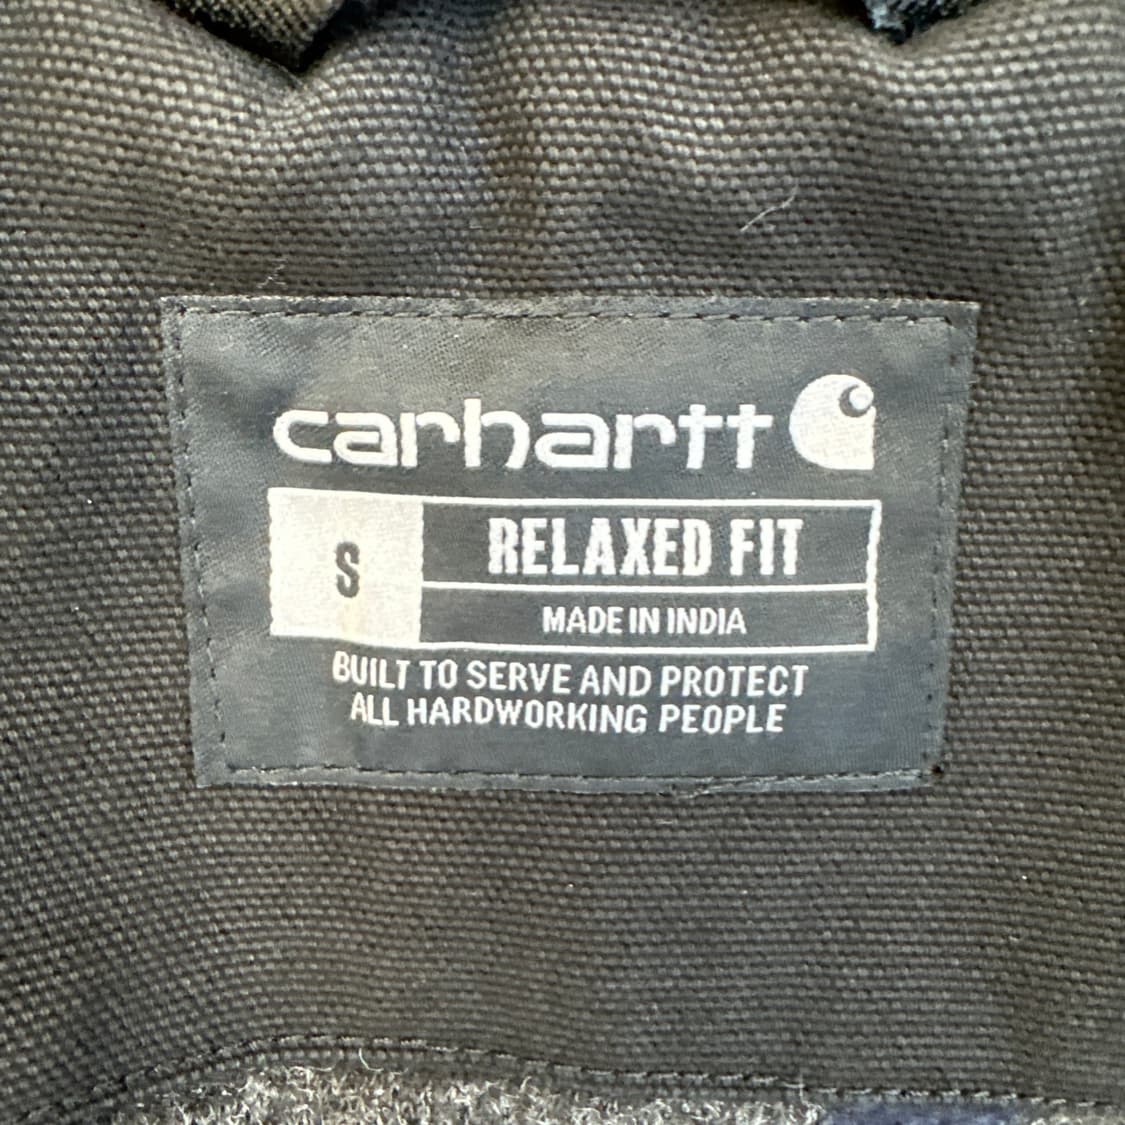 carhartt
S
RELAXED FIT
MADE IN INDIA
BUILT TO SERVE AND PROTECT
ALL HARDWORKING PEOPLE